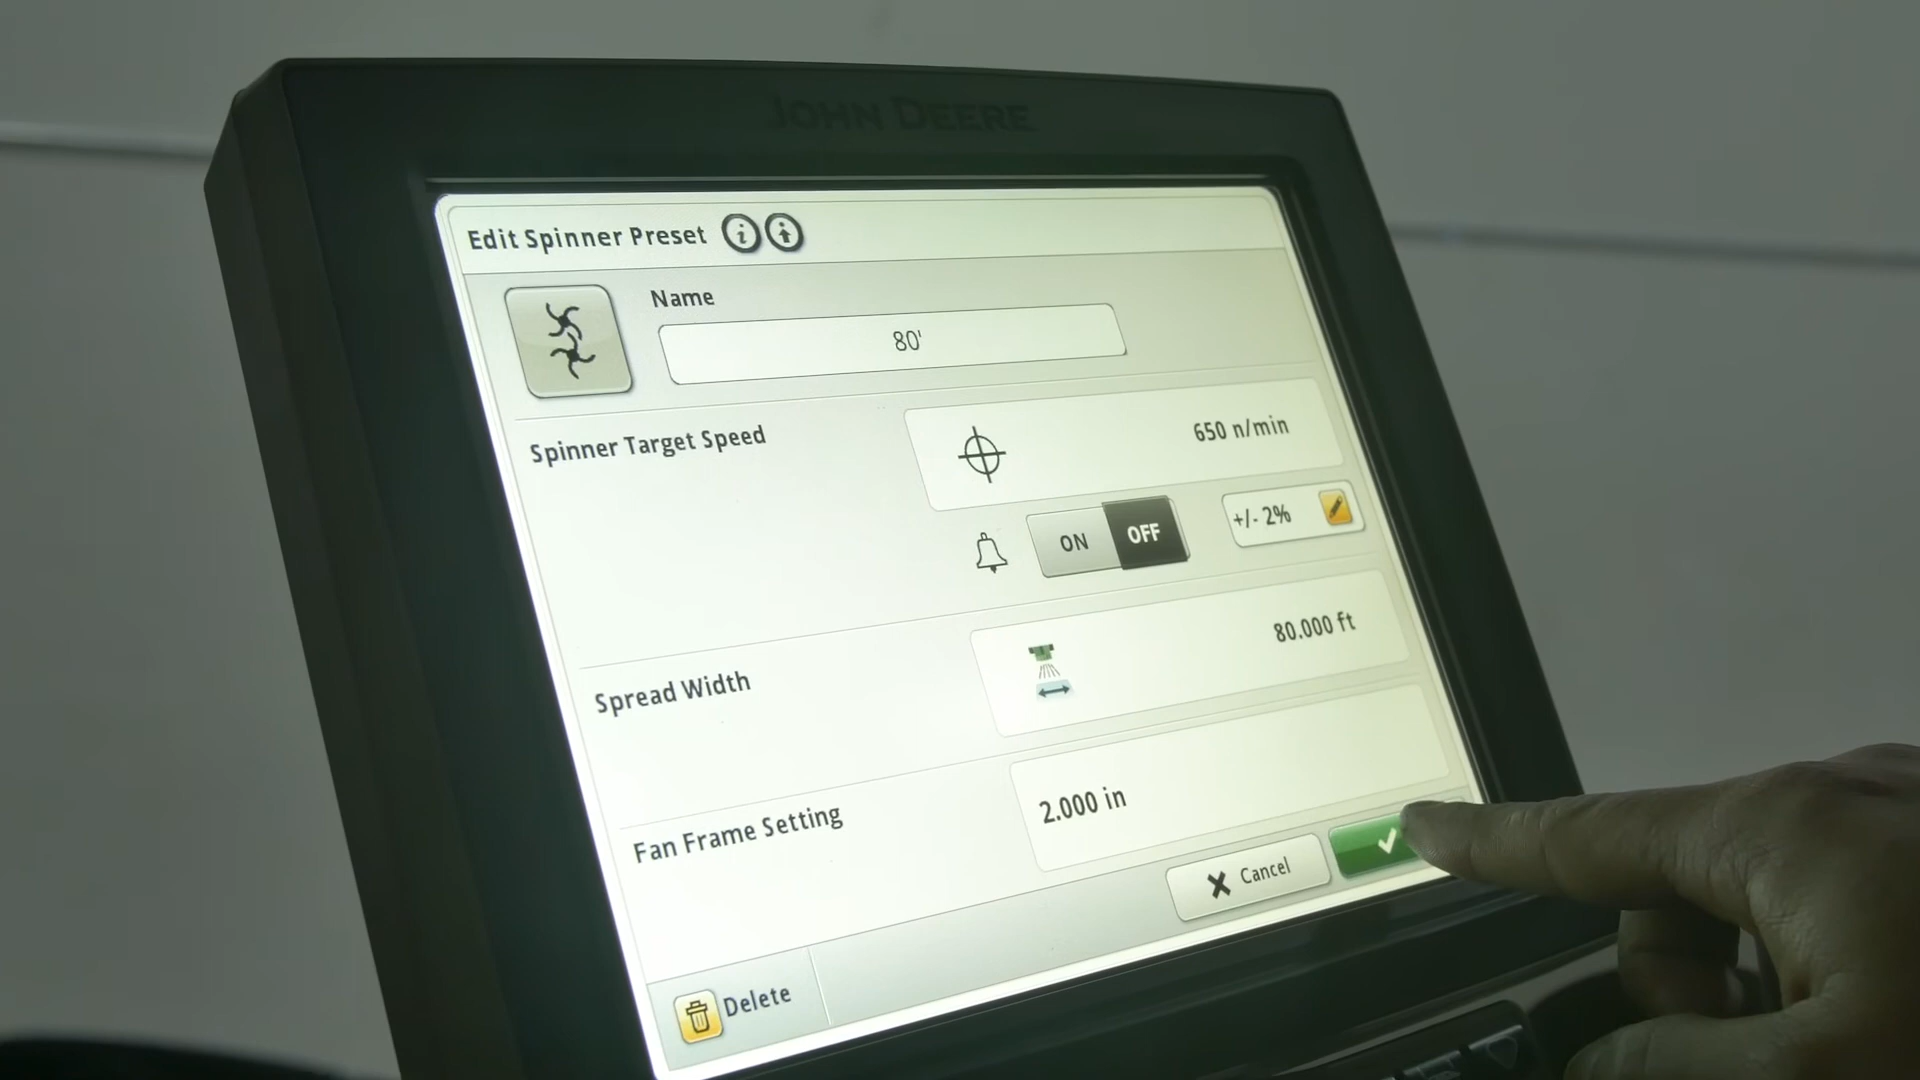 JOHN DEERE
Edit Spinner Preset
Name
80'
Spinner Target Speed
650 n/min
ON
OFF
+/- 2%
Spread Width
80.000 ft
Fan Frame Setting
2.000 in
Cancel
Delete